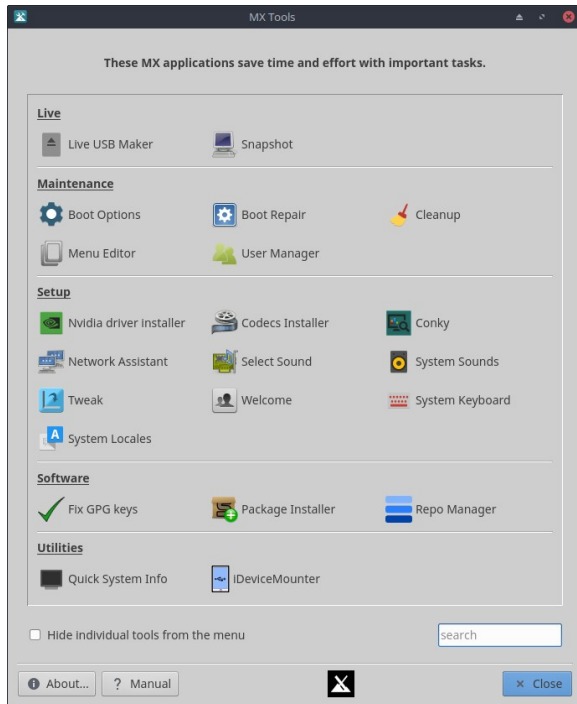 MX Tools
These MX applications save time and effort with important tasks.
Live
Live USB Maker Snapshot
Maintenance
Boot Options Boot Repair Cleanup
Menu Editor User Manager
Setup
Nvidia driver installer Codecs Installer Conky
Network Assistant Select Sound System Sounds
Tweak Welcome System Keyboard
A System Locales
Software
Fix GPG keys Package Installer Repo Manager
Utilities
Quick System Info iDeviceMounter
Hide individual tools from the menu search
About... ? Manual Close